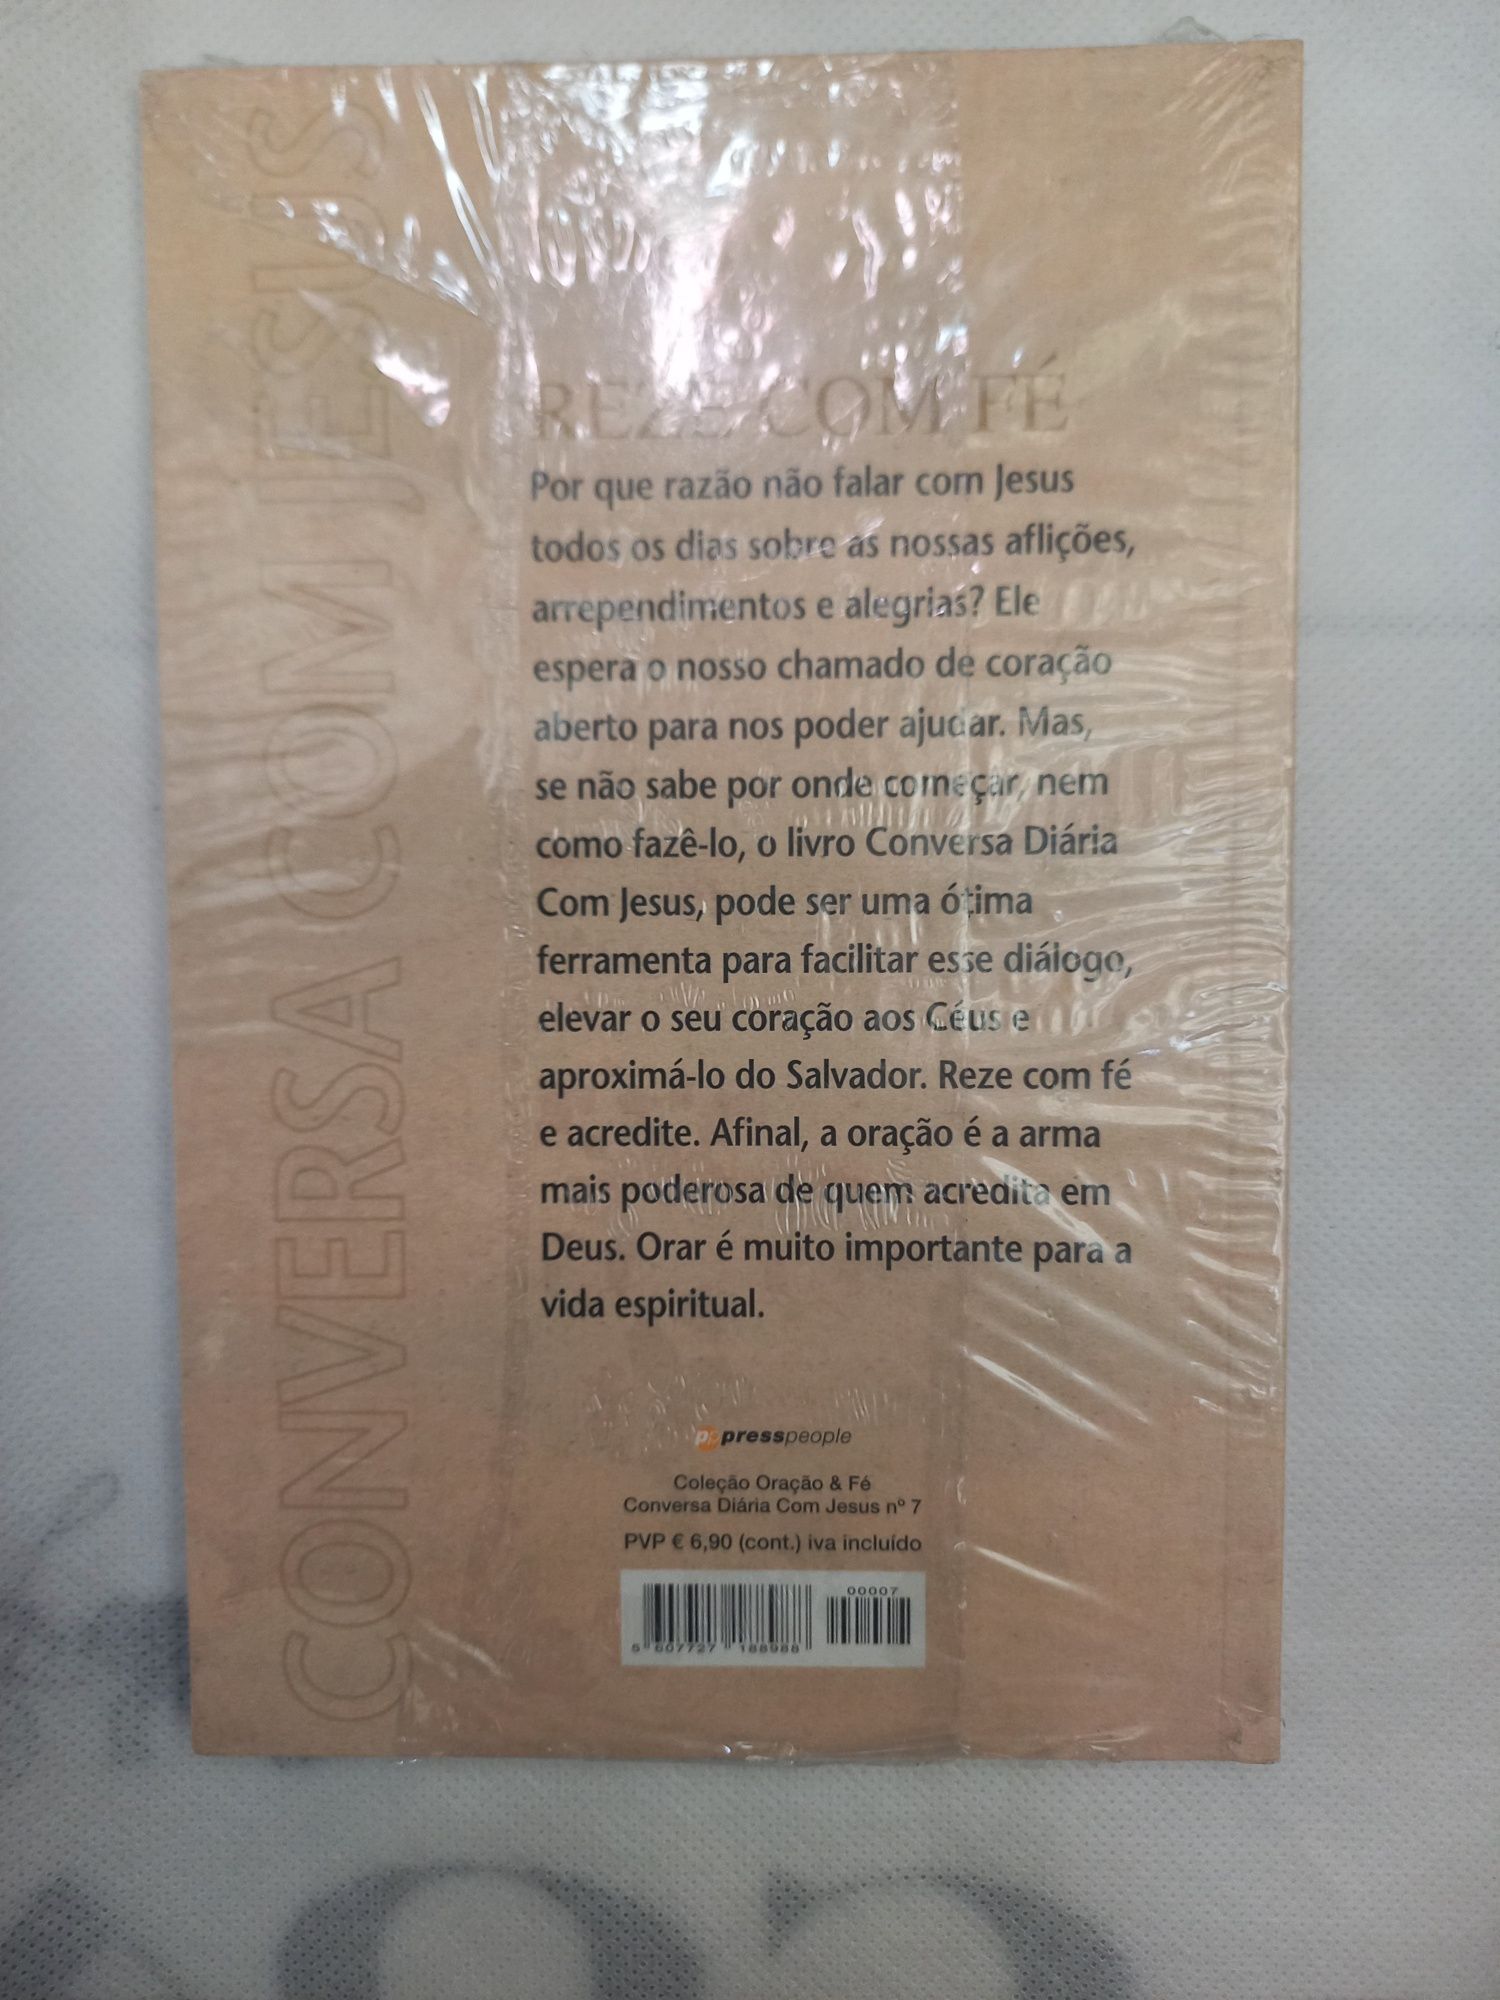 CONVERSA COM JESUS
REZE COM FÉ
Por que razão não falar com Jesus
todos os dias sobre as nossas aflições,
arrependimentos e alegrias? Ele
espera o nosso chamado de coração
aberto para nos poder ajudar. Mas,
se não sabe por onde começar, nem
como fazê-lo, o livro Conversa Diária
Com Jesus, pode ser uma ótima
ferramenta para facilitar esse diálogo,
elevar o seu coração aos Céus e
aproximá-lo do Salvador. Reze com fé
e acredite. Afinal, a oração é a arma
mais poderosa de quem acredita em
Deus. Orar é muito importante para a
vida espiritual.
pp presspeople
Coleção Oração & Fé
Conversa Diária Com Jesus nº 7
PVP € 6,90 (cont.) iva incluído
00007
5 607727 188988